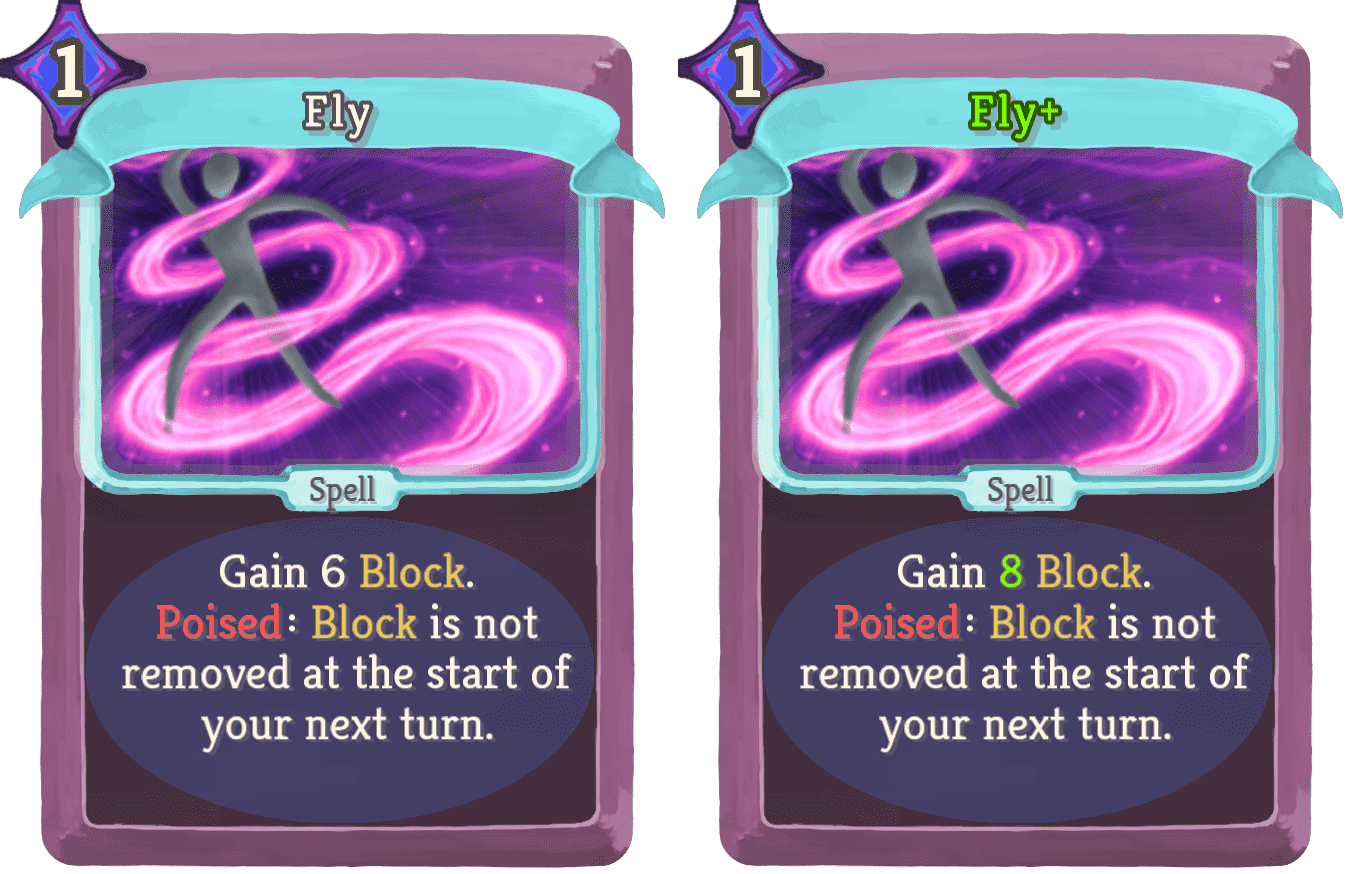 1
Fly
Spell
Gain 6 Block.
Poised: Block is not
removed at the start of
your next turn.
1
Fly+
Spell
Gain 8 Block.
Poised: Block is not
removed at the start of
your next turn.